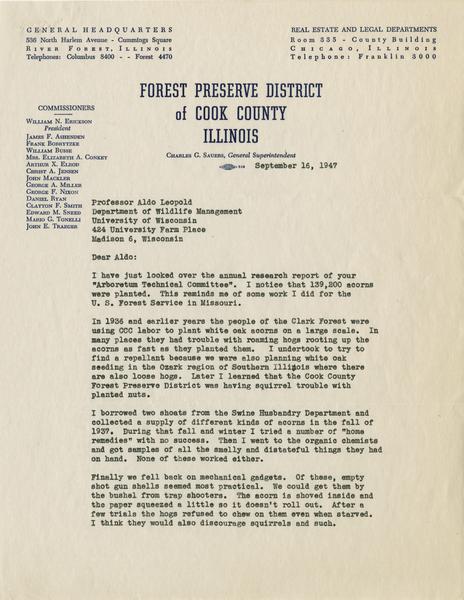 GENERAL HEADQUARTERS
536 North Harlem Avenue - Cummings Square
RIVER FOREST, ILLINOIS
Telephones: Columbus 8400 - - Forest 4470
REAL ESTATE AND LEGAL DEPARTMENTS
Room 335 - County Building
CHICAGO, ILLINOIS
Telephone: Franklin 3000
FOREST PRESERVE DISTRICT
of COOK COUNTY
ILLINOIS
CHARLES G. SAUERS, General Superintendent
COMMISSIONERS
WILLIAM N. ERICKSON
President
JAMES F. ASHENDEN
FRANK BOBRYTZKE
WILLIAM BUSSE
MRS. ELIZABETH A. CONKEY
ARTHUR X. ELROD
CHRIST A. JENSEN
JOHN MACKLER
GEORGE A. MILLER
GEORGE F. NIXON
DANIEL RYAN
CLAYTON F. SMITH
EDWARD M. SNEED
MARIO G. TONELLI
JOHN E. TRAEGER
September 16, 1947
Professor Aldo Leopold
Department of Wildlife Management
University of Wisconsin
424 University Farm Place
Madison 6, Wisconsin
Dear Aldo:
I have just looked over the annual research report of your
"Arboretum Technical Committee". I notice that 139,200 acorns
were planted. This reminds me of some work I did for the
U. S. Forest Service in Missouri.
In 1936 and earlier years the people of the Clark Forest were
using CCC labor to plant white oak acorns on a large scale. In
many places they had trouble with roaming hogs rooting up the
acorns as fast as they planted them. I undertook to try to
find a repellant because we were also planning white oak
seeding in the Ozark region of Southern Illinois where there
are also loose hogs. Later I learned that the Cook County
Forest Preserve District was having squirrel trouble with
planted nuts.
I borrowed two shoats from the Swine Husbandry Department and
collected a supply of different kinds of acorns in the fall of
1937. During that fall and winter I tried a number of "home
remedies" with no success. Then I went to the organic chemists
and got samples of all the smelly and distateful things they had
on hand. None of these worked either.
Finally we fell back on mechanical gadgets. Of these, empty
shot gun shells seemed most practical. We could get them by
the bushel from trap shooters. The acorn is shoved inside and
the paper squeezed a little so it doesn't roll out. After a
few trials the hogs refused to chew on them even when starved.
I think they would also discourage squirrels and such.